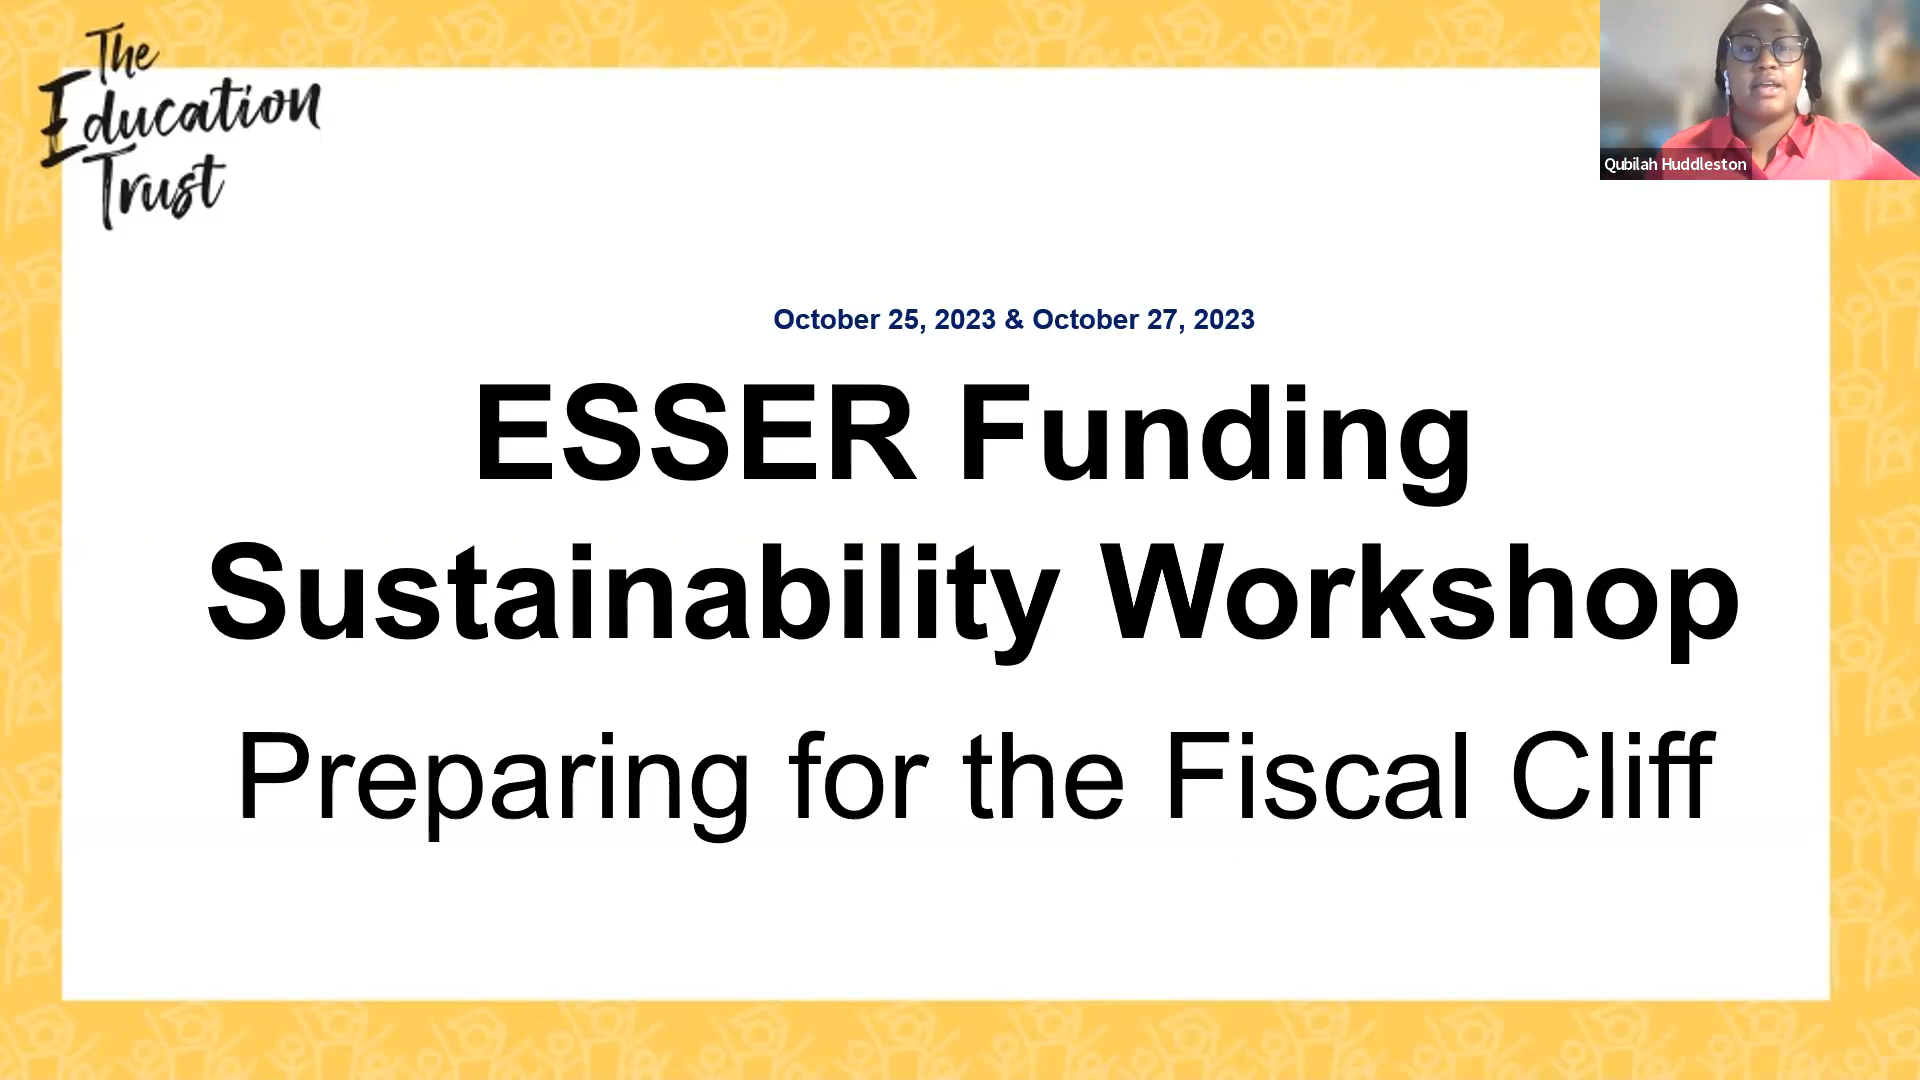 The
Education
Trust
Qubilah Huddleston
October 25, 2023 & October 27, 2023
ESSER Funding
Sustainability Workshop
Preparing for the Fiscal Cliff